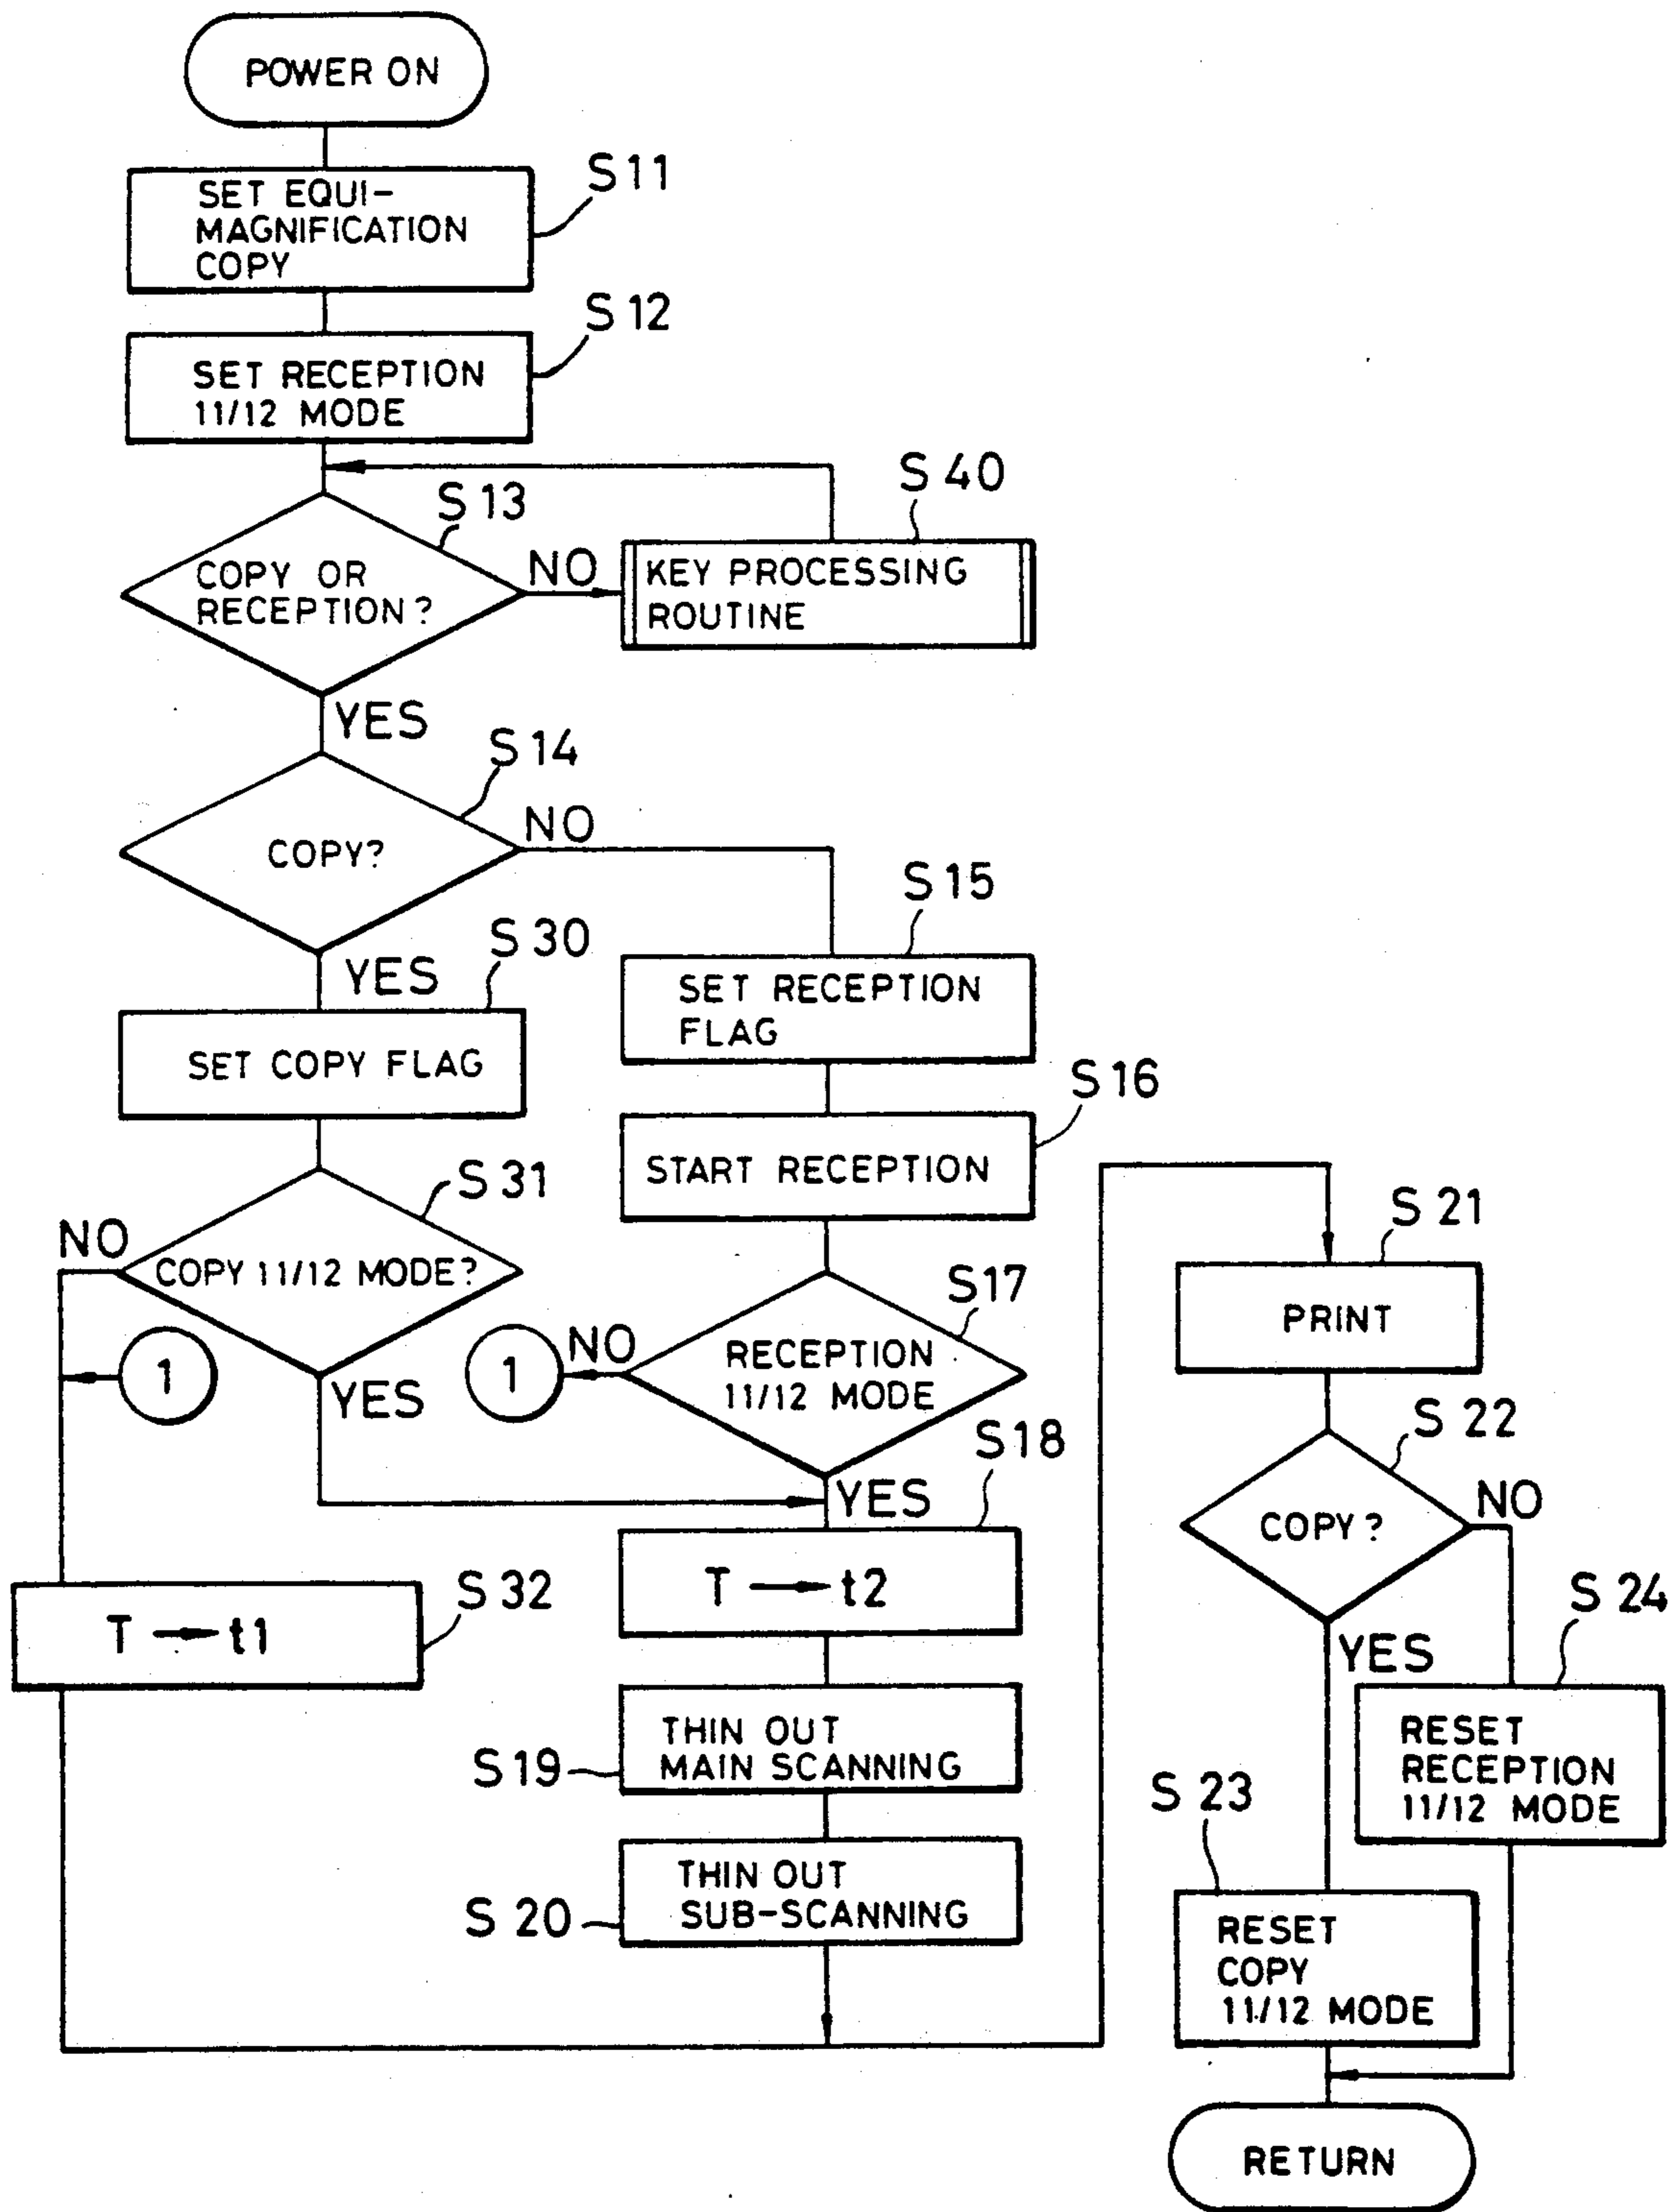 POWER ON
S11
SET EQUI-
MAGNIFICATION
COPY
S12
SET RECEPTION
11/12 MODE
S13
COPY OR
RECEPTION?
NO
S40
KEY PROCESSING
ROUTINE
YES
S14
COPY?
NO
YES
S30
SET COPY FLAG
S15
SET RECEPTION
FLAG
S16
START RECEPTION
S31
NO
COPY 11/12 MODE?
YES
1
1
NO
S17
RECEPTION
11/12 MODE
YES
S18
T → t2
S32
T → t1
S19
THIN OUT
MAIN SCANNING
S20
THIN OUT
SUB-SCANNING
S21
PRINT
S22
COPY?
NO
YES
S24
RESET
RECEPTION
11/12 MODE
S23
RESET
COPY
11/12 MODE
RETURN